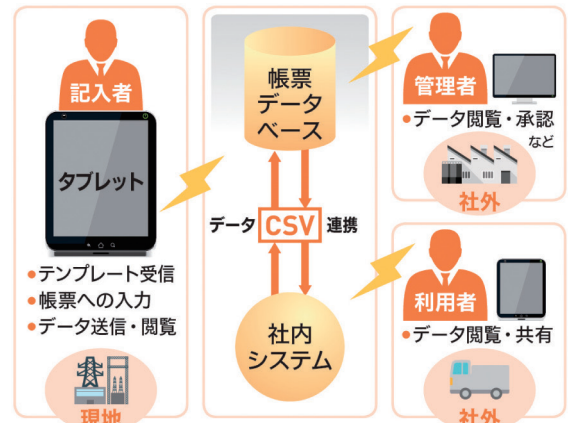 記入者
タブレット
●テンプレート受信
●帳票への入力
●データ送信・閲覧
現地
帳票
データ
ベース
データ CSV 連携
社内
システム
管理者
●データ閲覧・承認
など
社外
利用者
●データ閲覧・共有
社外